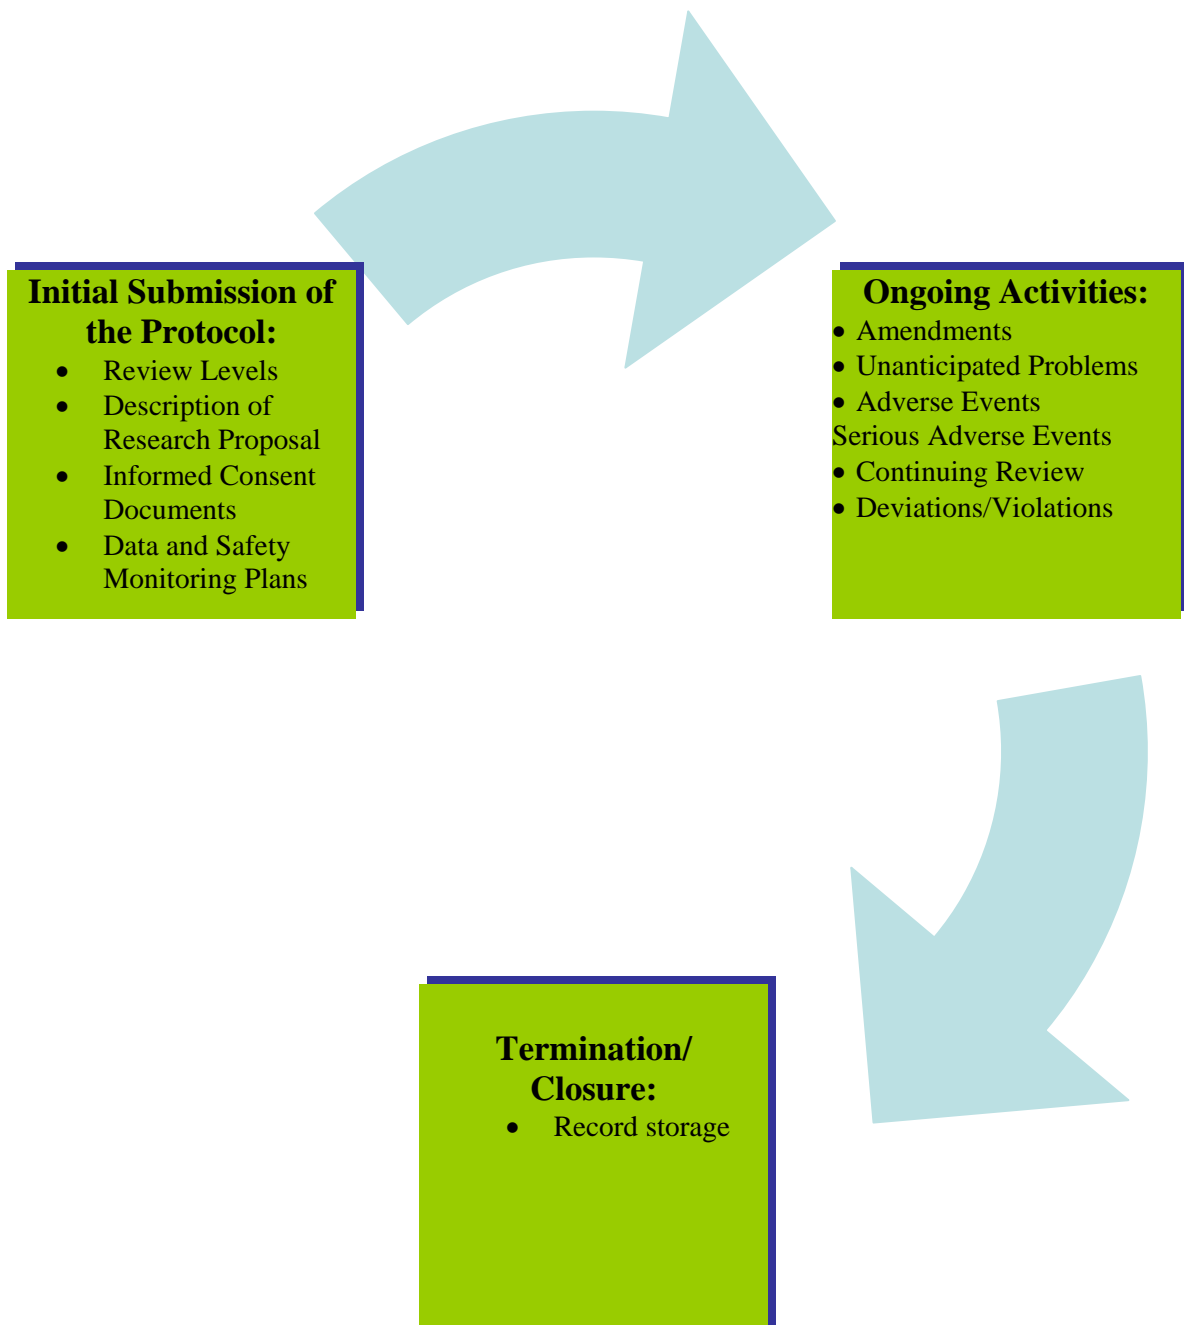 Initial Submission of
the Protocol:
• Review Levels
• Description of
Research Proposal
• Informed Consent
Documents
• Data and Safety
Monitoring Plans
Ongoing Activities:
• Amendments
• Unanticipated Problems
• Adverse Events
Serious Adverse Events
• Continuing Review
• Deviations/Violations
Termination/
Closure:
• Record storage